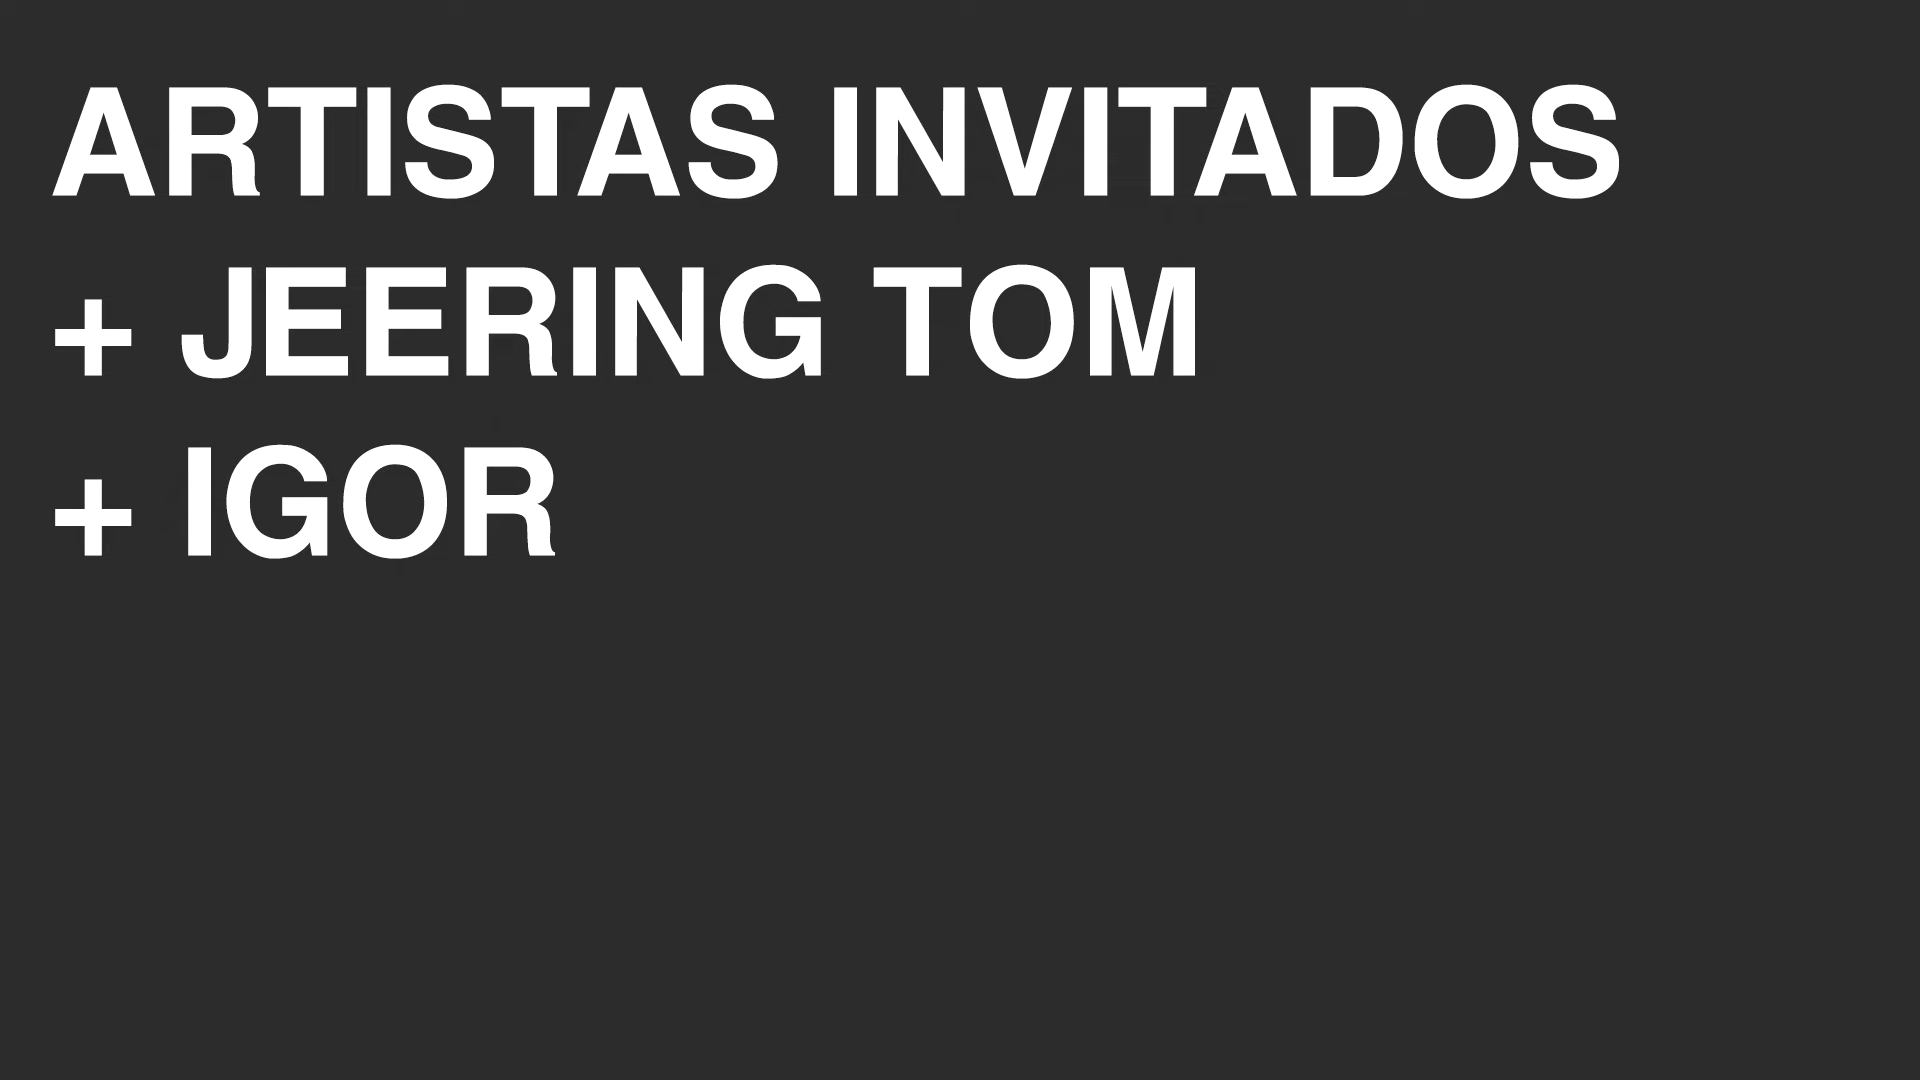 ARTISTAS INVITADOS
+ JEERING TOM
+ IGOR